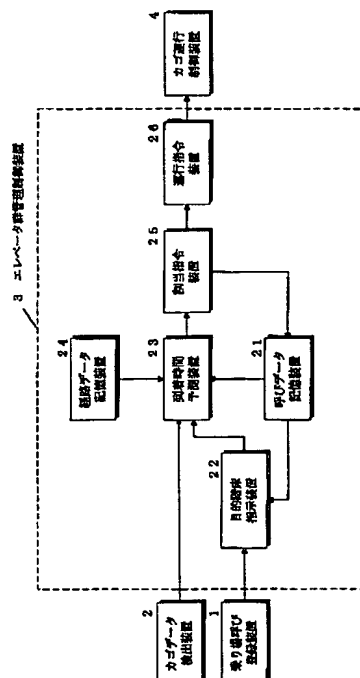 3 エレベータ群管理制御装置
2
カゴデータ
検出装置
1
乗り場呼び
登録装置
24
経路データ
記憶装置
23
到着時間
予測装置
22
目的階床
指示装置
21
呼びデータ
記憶装置
25
割当指令
装置
26
運行指令
装置
4
カゴ運行
制御装置